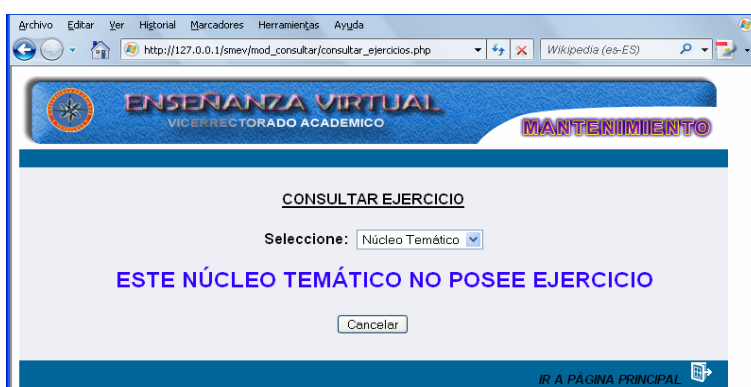 Archivo Editar Ver Historial Marcadores Herramientas Ayuda
http://127.0.0.1/smev/mod_consultar/consultar_ejercicios.php Wikipedia (es-ES)
ENSEÑANZA VIRTUAL
VICERRECTORADO ACADEMICO
MANTENIMIENTO
CONSULTAR EJERCICIO
Seleccione: Núcleo Temático
ESTE NÚCLEO TEMÁTICO NO POSEE EJERCICIO
Cancelar
IR A PÁGINA PRINCIPAL